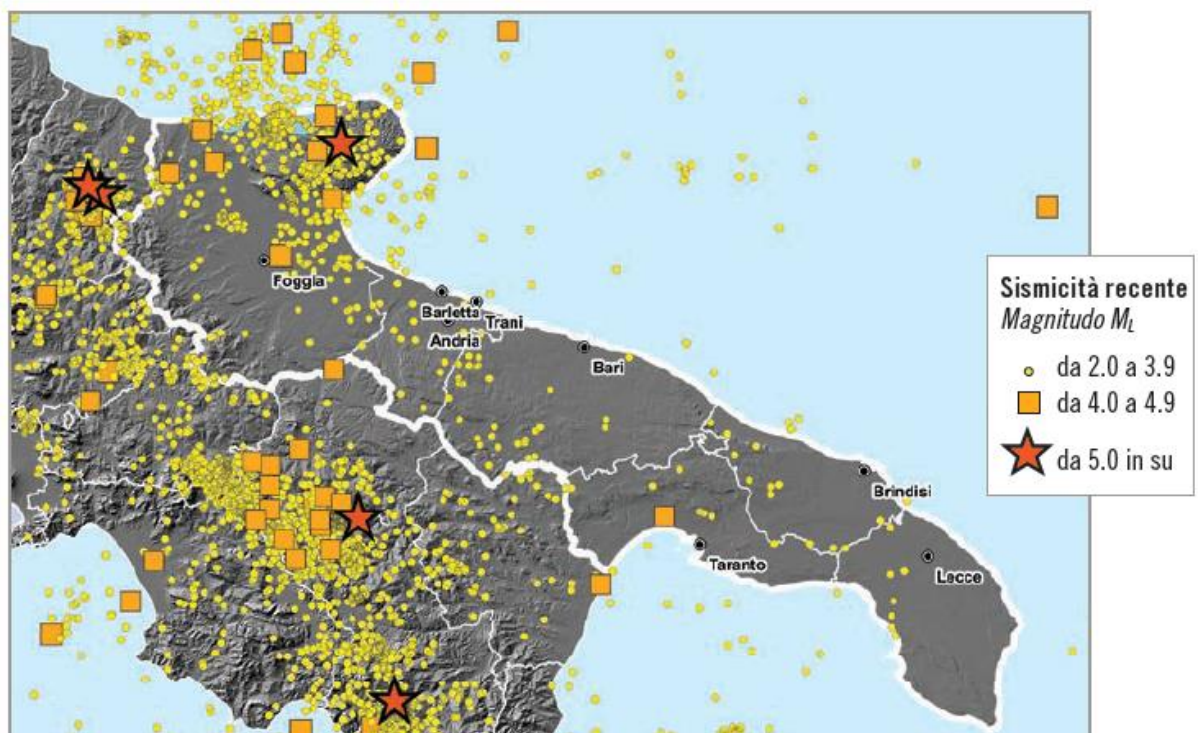 Foggia
Barletta
Trani
Andria
Bari
Brindisi
Taranto
Lecce
Sismicità recente
Magnitudo M_L
da 2.0 a 3.9
da 4.0 a 4.9
da 5.0 in su